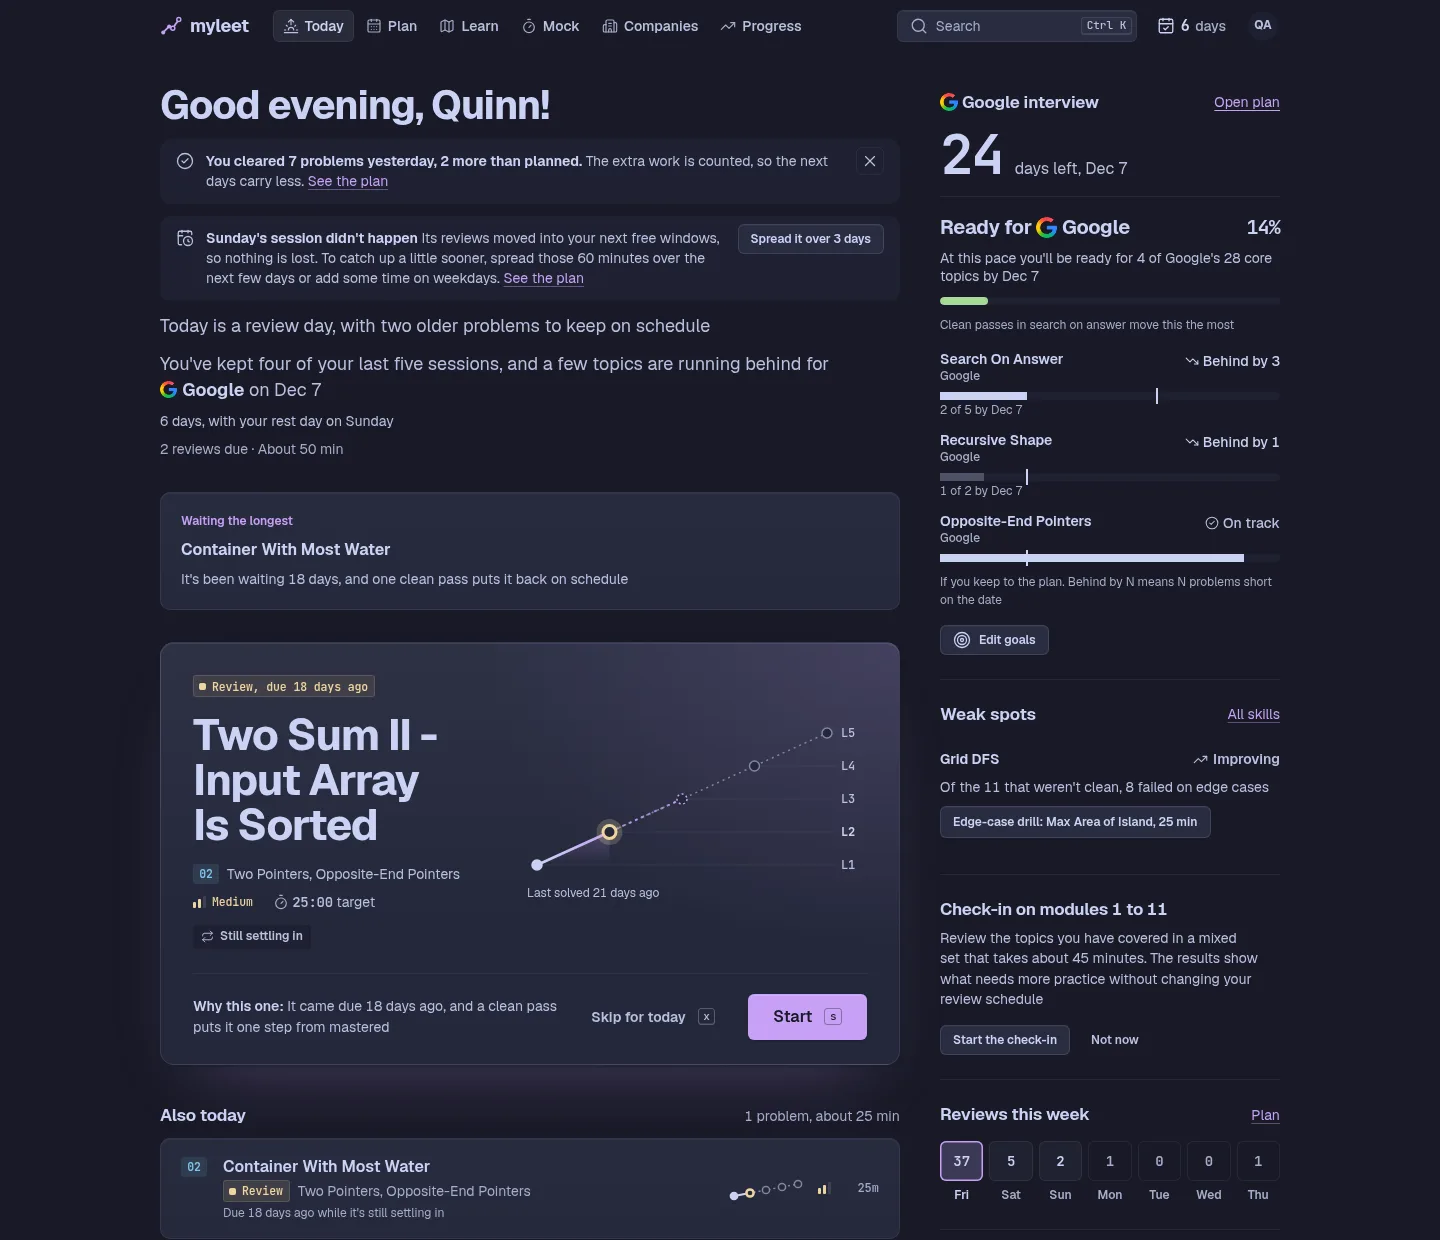 myleet
Today
Plan
Learn
Mock
Companies
Progress
Search
Ctrl K
6 days
QA
Good evening, Quinn!
You cleared 7 problems yesterday, 2 more than planned. The extra work is counted, so the next
days carry less. See the plan
Sunday's session didn't happen Its reviews moved into your next free windows,
so nothing is lost. To catch up a little sooner, spread those 60 minutes over the
next few days or add some time on weekdays. See the plan
Spread it over 3 days
Today is a review day, with two older problems to keep on schedule
You've kept four of your last five sessions, and a few topics are running behind for
Google on Dec 7
6 days, with your rest day on Sunday
2 reviews due · About 50 min
Waiting the longest
Container With Most Water
It's been waiting 18 days, and one clean pass puts it back on schedule
Review, due 18 days ago
Two Sum II -
Input Array
Is Sorted
02 Two Pointers, Opposite-End Pointers
Medium
25:00 target
Still settling in
L5
L4
L3
L2
L1
Last solved 21 days ago
Why this one: It came due 18 days ago, and a clean pass
puts it one step from mastered
Skip for today x
Start s
Also today
1 problem, about 25 min
02 Container With Most Water
Review Two Pointers, Opposite-End Pointers
Due 18 days ago while it's still settling in
25m
Google interview
Open plan
24 days left, Dec 7
Ready for Google
14%
At this pace you'll be ready for 4 of Google's 28 core
topics by Dec 7
Clean passes in search on answer move this the most
Search On Answer
Behind by 3
Google
2 of 5 by Dec 7
Recursive Shape
Behind by 1
Google
1 of 2 by Dec 7
Opposite-End Pointers
On track
Google
If you keep to the plan. Behind by N means N problems short
on the date
Edit goals
Weak spots
All skills
Grid DFS
Improving
Of the 11 that weren't clean, 8 failed on edge cases
Edge-case drill: Max Area of Island, 25 min
Check-in on modules 1 to 11
Review the topics you have covered in a mixed
set that takes about 45 minutes. The results show
what needs more practice without changing your
review schedule
Start the check-in
Not now
Reviews this week
Plan
37 5 2 1 0 0 1
Fri Sat Sun Mon Tue Wed Thu